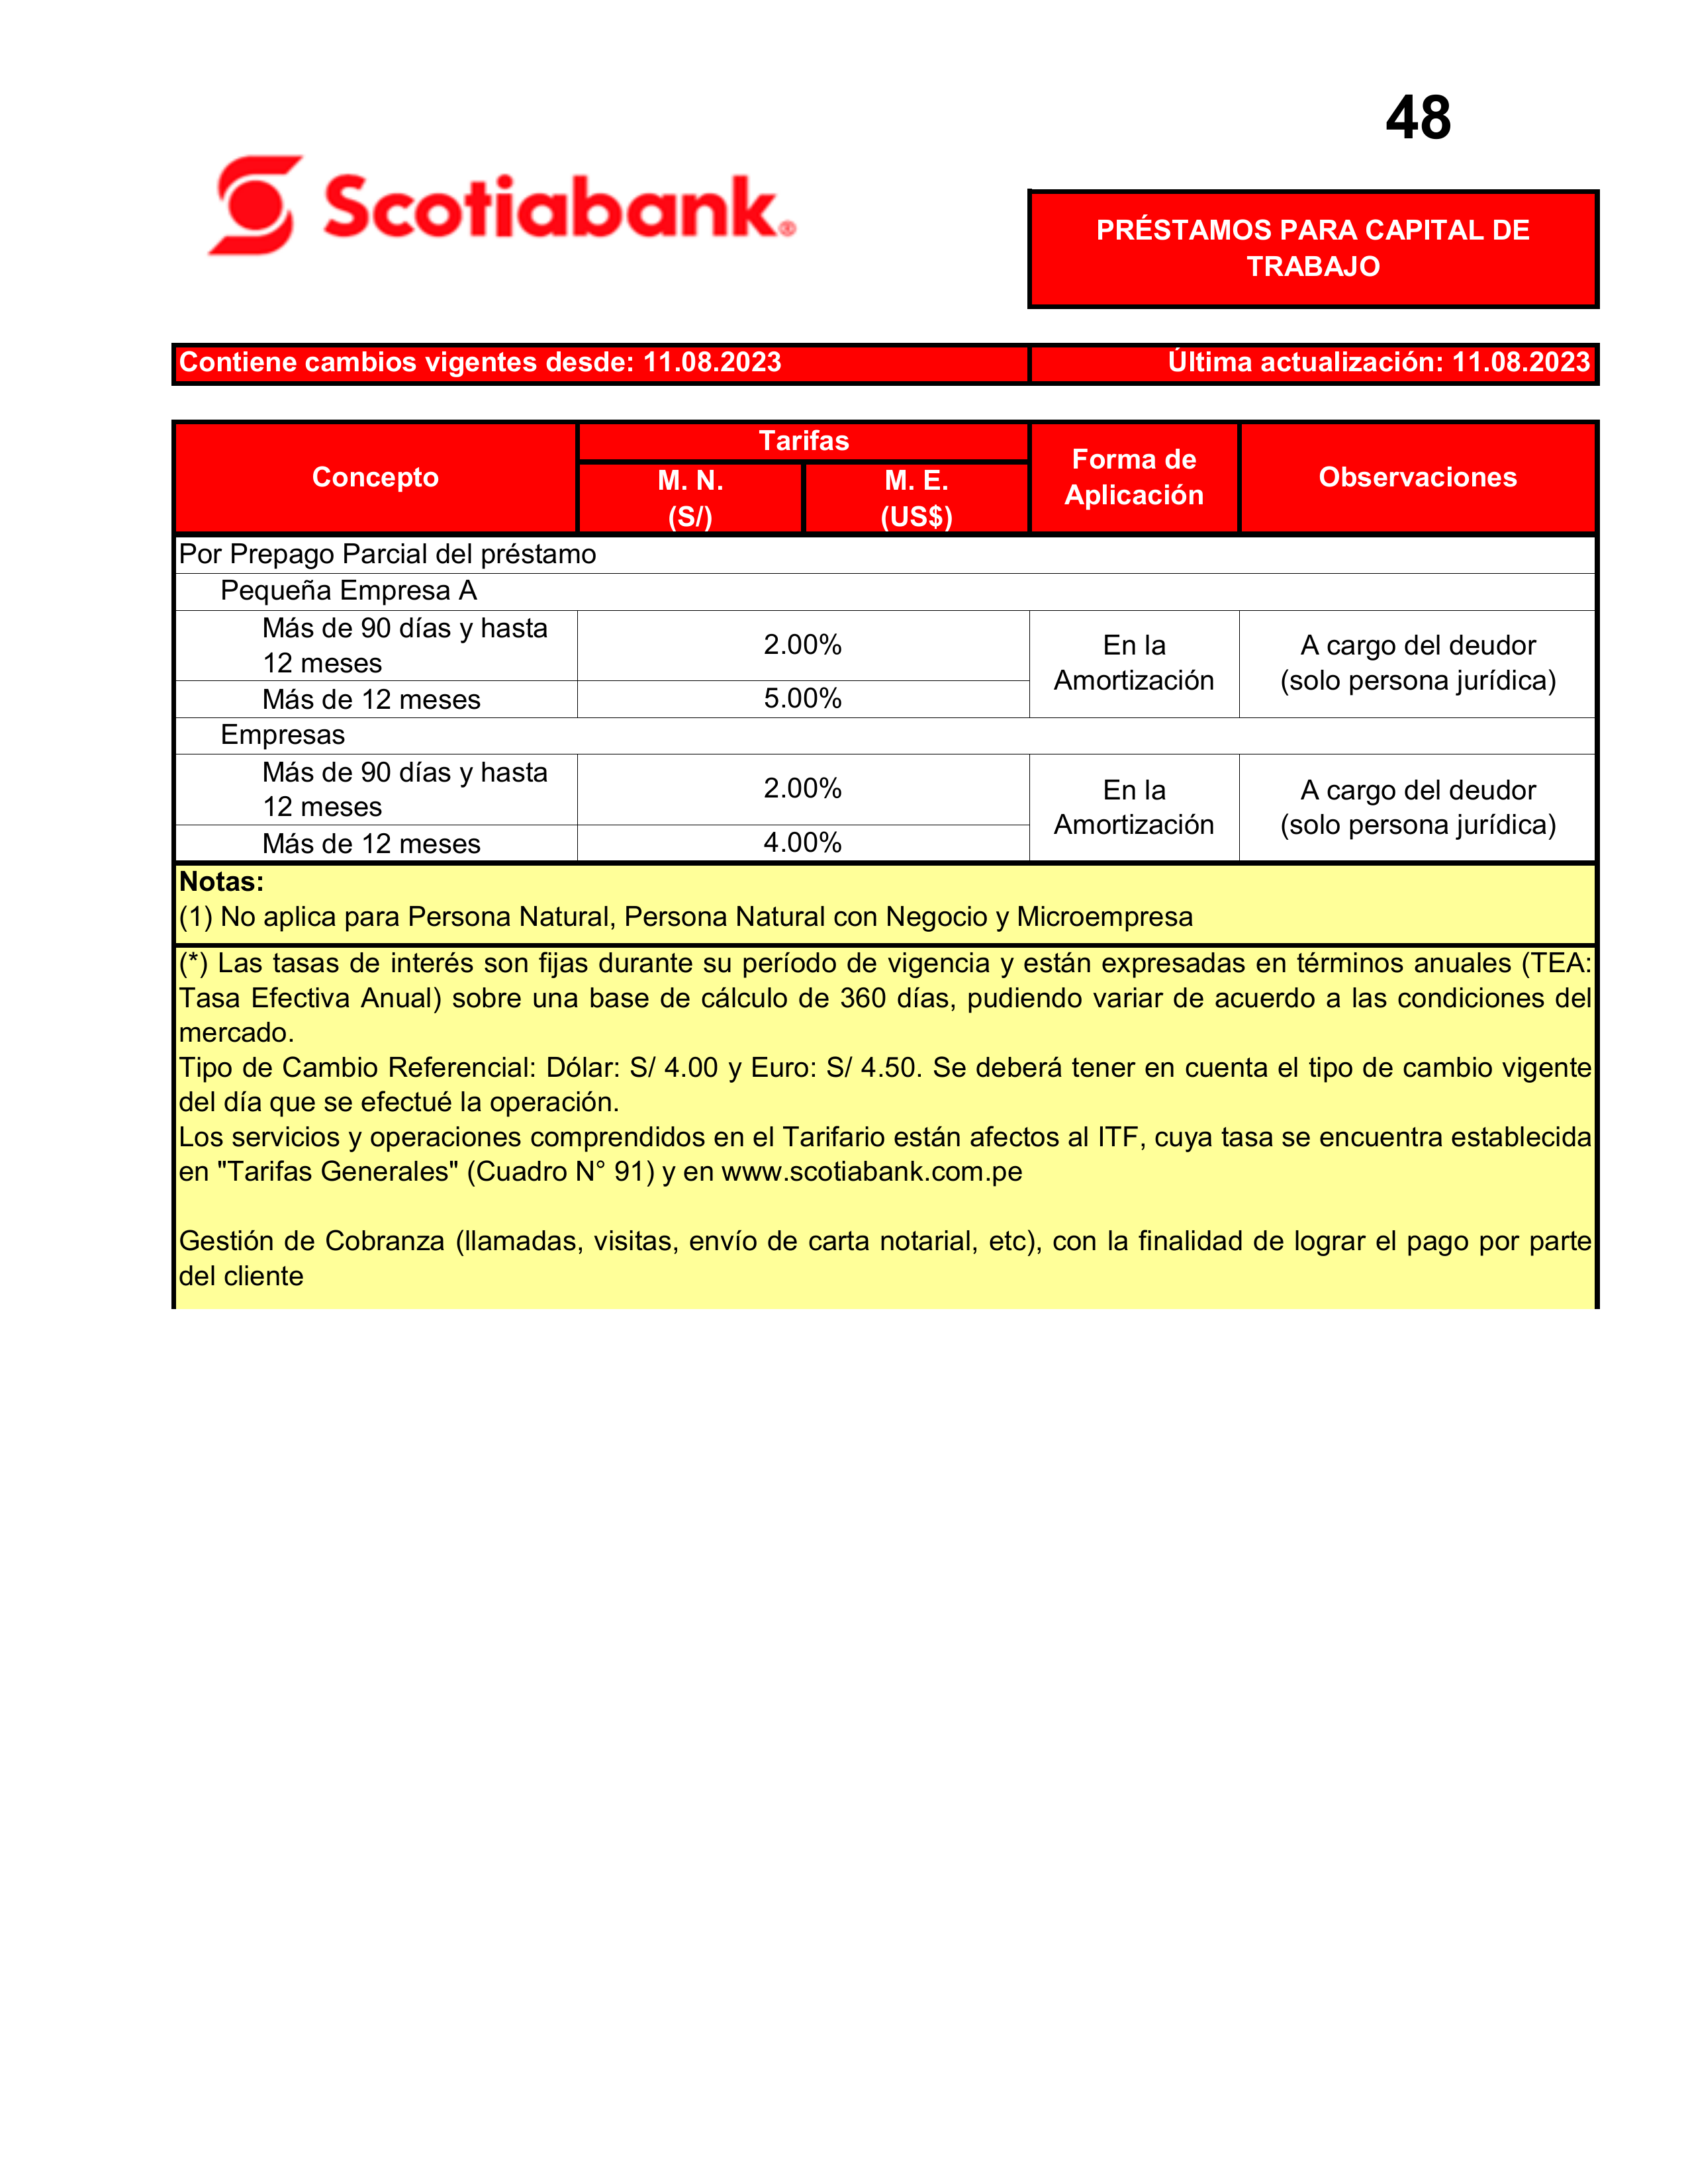 48
Scotiabank®
PRÉSTAMOS PARA CAPITAL DE
TRABAJO
Contiene cambios vigentes desde: 11.08.2023
Última actualización: 11.08.2023
Concepto
Tarifas
M. N.
(S/)
M. E.
(US$)
Forma de
Aplicación
Observaciones
Por Prepago Parcial del préstamo
Pequeña Empresa A
Más de 90 días y hasta
12 meses
2.00%
En la
Amortización
A cargo del deudor
(solo persona jurídica)
Más de 12 meses
5.00%
Empresas
Más de 90 días y hasta
12 meses
2.00%
En la
Amortización
A cargo del deudor
(solo persona jurídica)
Más de 12 meses
4.00%
Notas:
(1) No aplica para Persona Natural, Persona Natural con Negocio y Microempresa
(*) Las tasas de interés son fijas durante su período de vigencia y están expresadas en términos anuales (TEA:
Tasa Efectiva Anual) sobre una base de cálculo de 360 días, pudiendo variar de acuerdo a las condiciones del
mercado.
Tipo de Cambio Referencial: Dólar: S/ 4.00 y Euro: S/ 4.50. Se deberá tener en cuenta el tipo de cambio vigente
del día que se efectué la operación.
Los servicios y operaciones comprendidos en el Tarifario están afectos al ITF, cuya tasa se encuentra establecida
en "Tarifas Generales" (Cuadro N° 91) y en www.scotiabank.com.pe
Gestión de Cobranza (llamadas, visitas, envío de carta notarial, etc), con la finalidad de lograr el pago por parte
del cliente